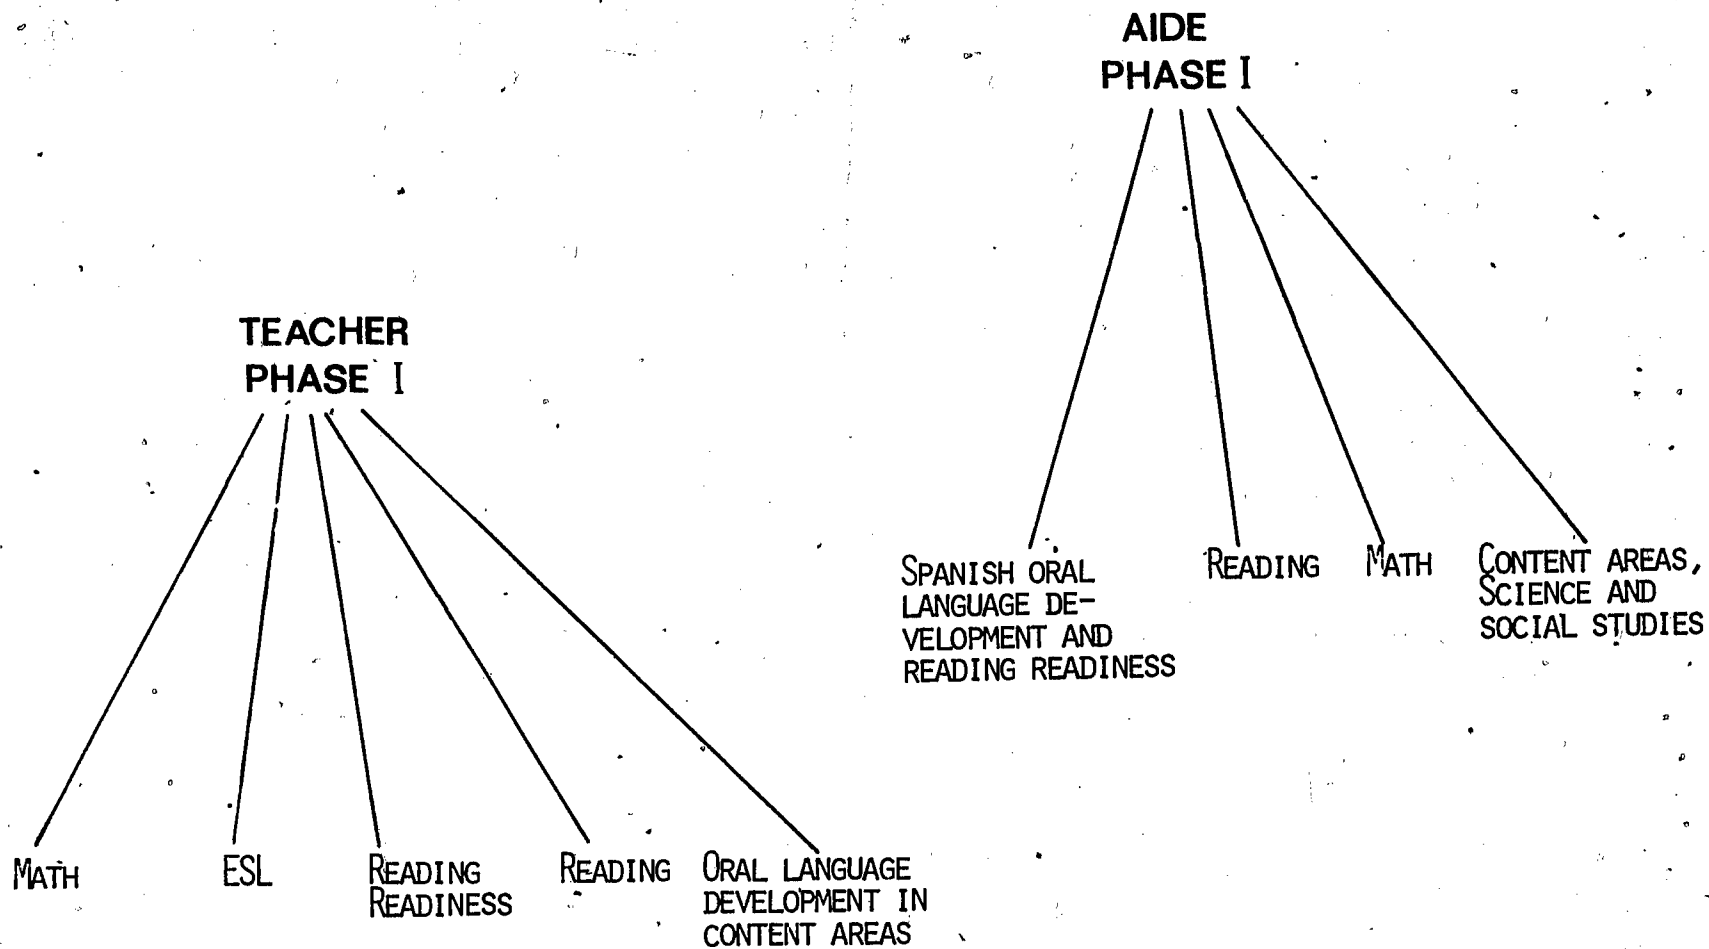 AIDE
PHASE I
SPANISH ORAL
LANGUAGE DE-
VELOPMENT AND
READING READINESS
READING
MATH
CONTENT AREAS,
SCIENCE AND
SOCIAL STUDIES
TEACHER
PHASE I
MATH
ESL
READING
READINESS
READING
ORAL LANGUAGE
DEVELOPMENT IN
CONTENT AREAS